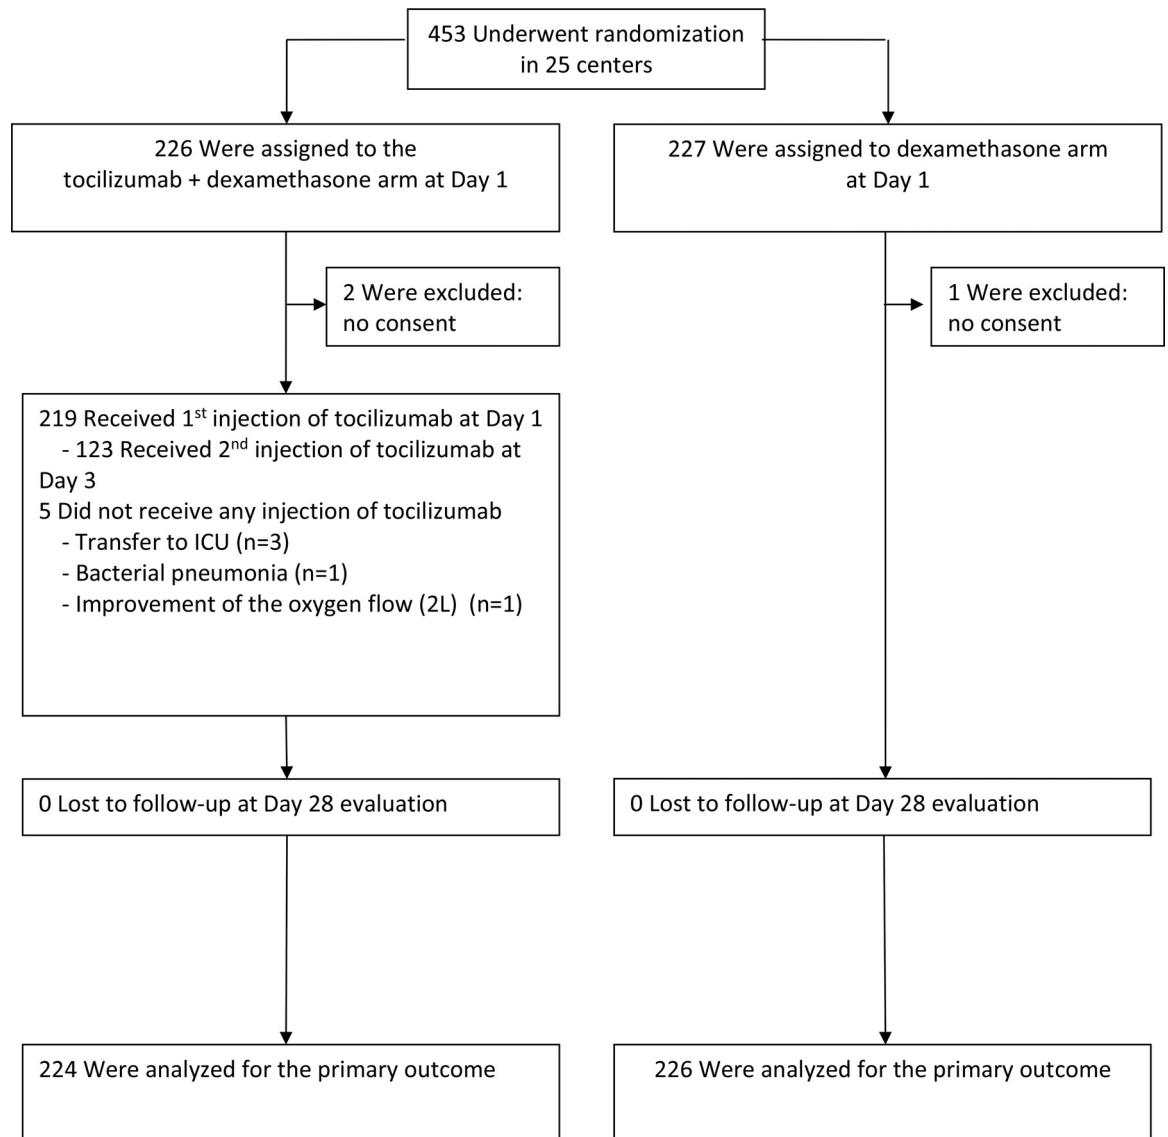 453 Underwent randomization
in 25 centers
226 Were assigned to the
tocilizumab + dexamethasone arm at Day 1
227 Were assigned to dexamethasone arm
at Day 1
2 Were excluded:
no consent
1 Were excluded:
no consent
219 Received 1st injection of tocilizumab at Day 1
- 123 Received 2nd injection of tocilizumab at
Day 3
5 Did not receive any injection of tocilizumab
- Transfer to ICU (n=3)
- Bacterial pneumonia (n=1)
- Improvement of the oxygen flow (2L) (n=1)
0 Lost to follow-up at Day 28 evaluation
0 Lost to follow-up at Day 28 evaluation
224 Were analyzed for the primary outcome
226 Were analyzed for the primary outcome